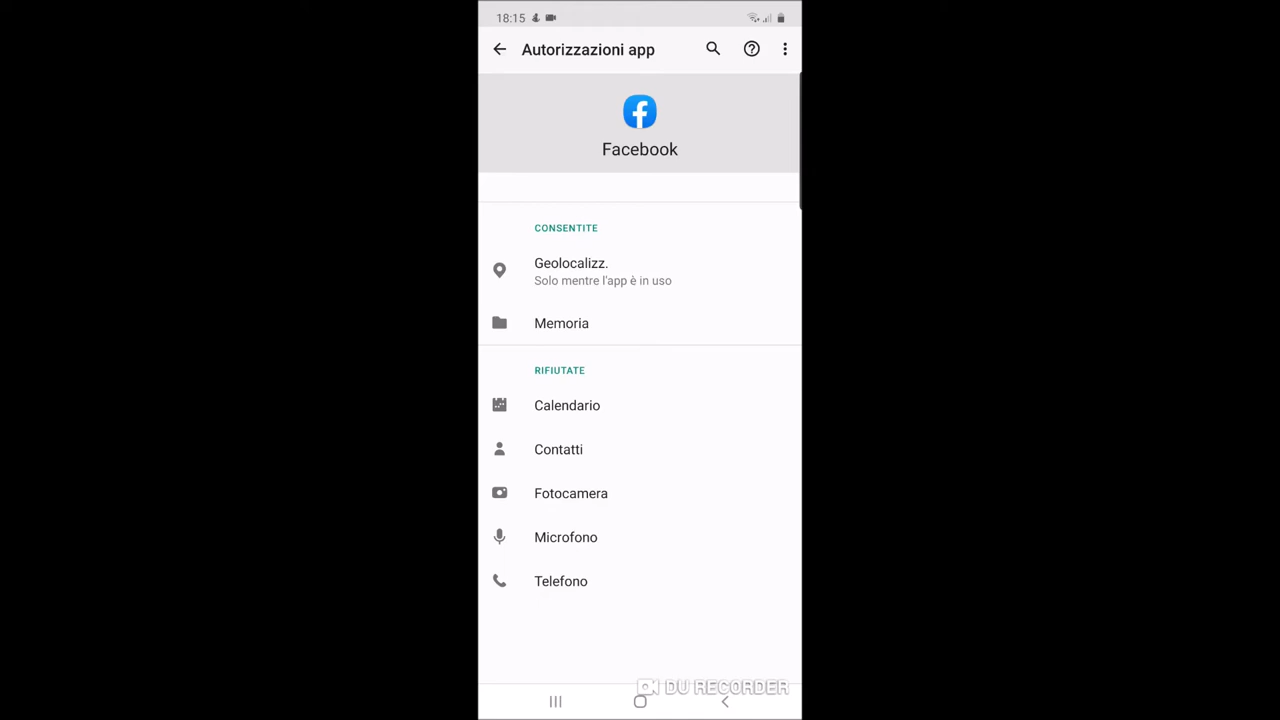 18:15
Autorizzazioni app
Facebook
CONSENTITE
Geolocalizz.
Solo mentre l'app è in uso
Memoria
RIFIUTATE
Calendario
Contatti
Fotocamera
Microfono
Telefono
DU RECORDER